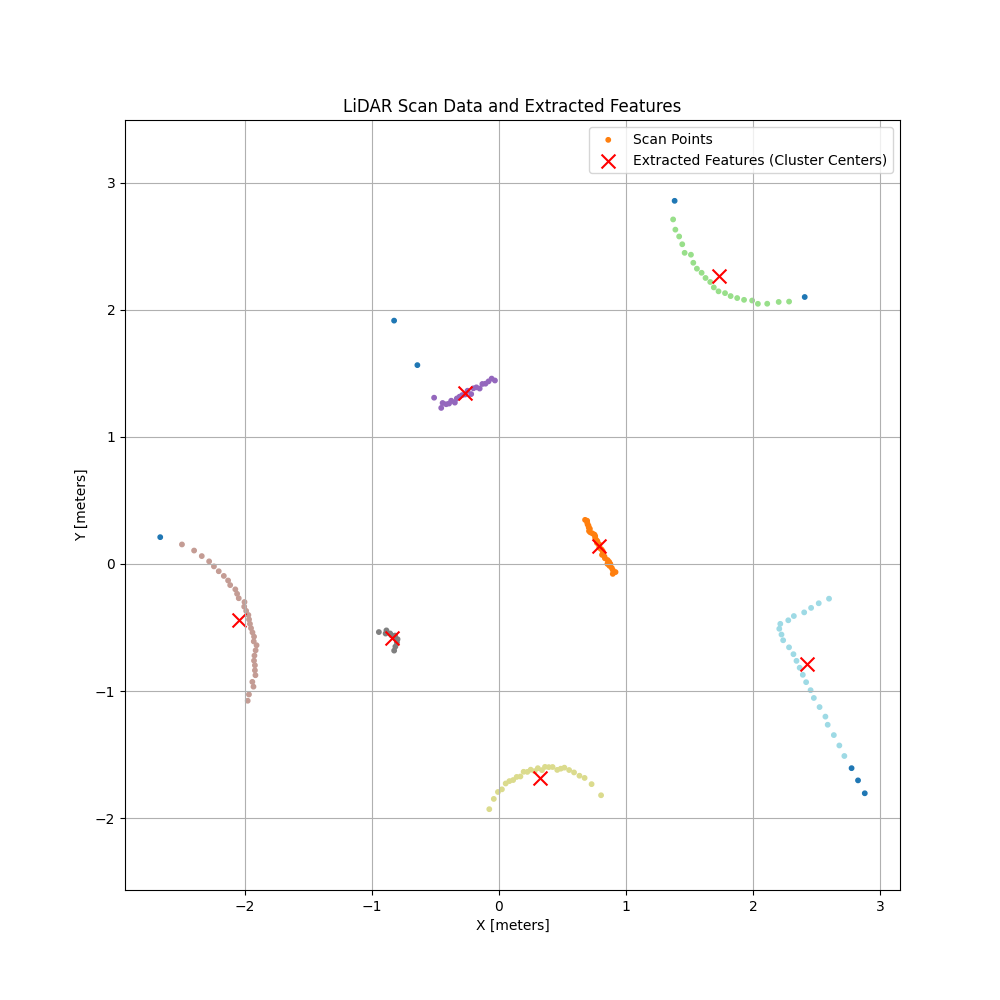 LiDAR Scan Data and Extracted Features
Scan Points
Extracted Features (Cluster Centers)
3
2
1
0
−1
−2
Y [meters]
−2
−1
0
1
2
3
X [meters]